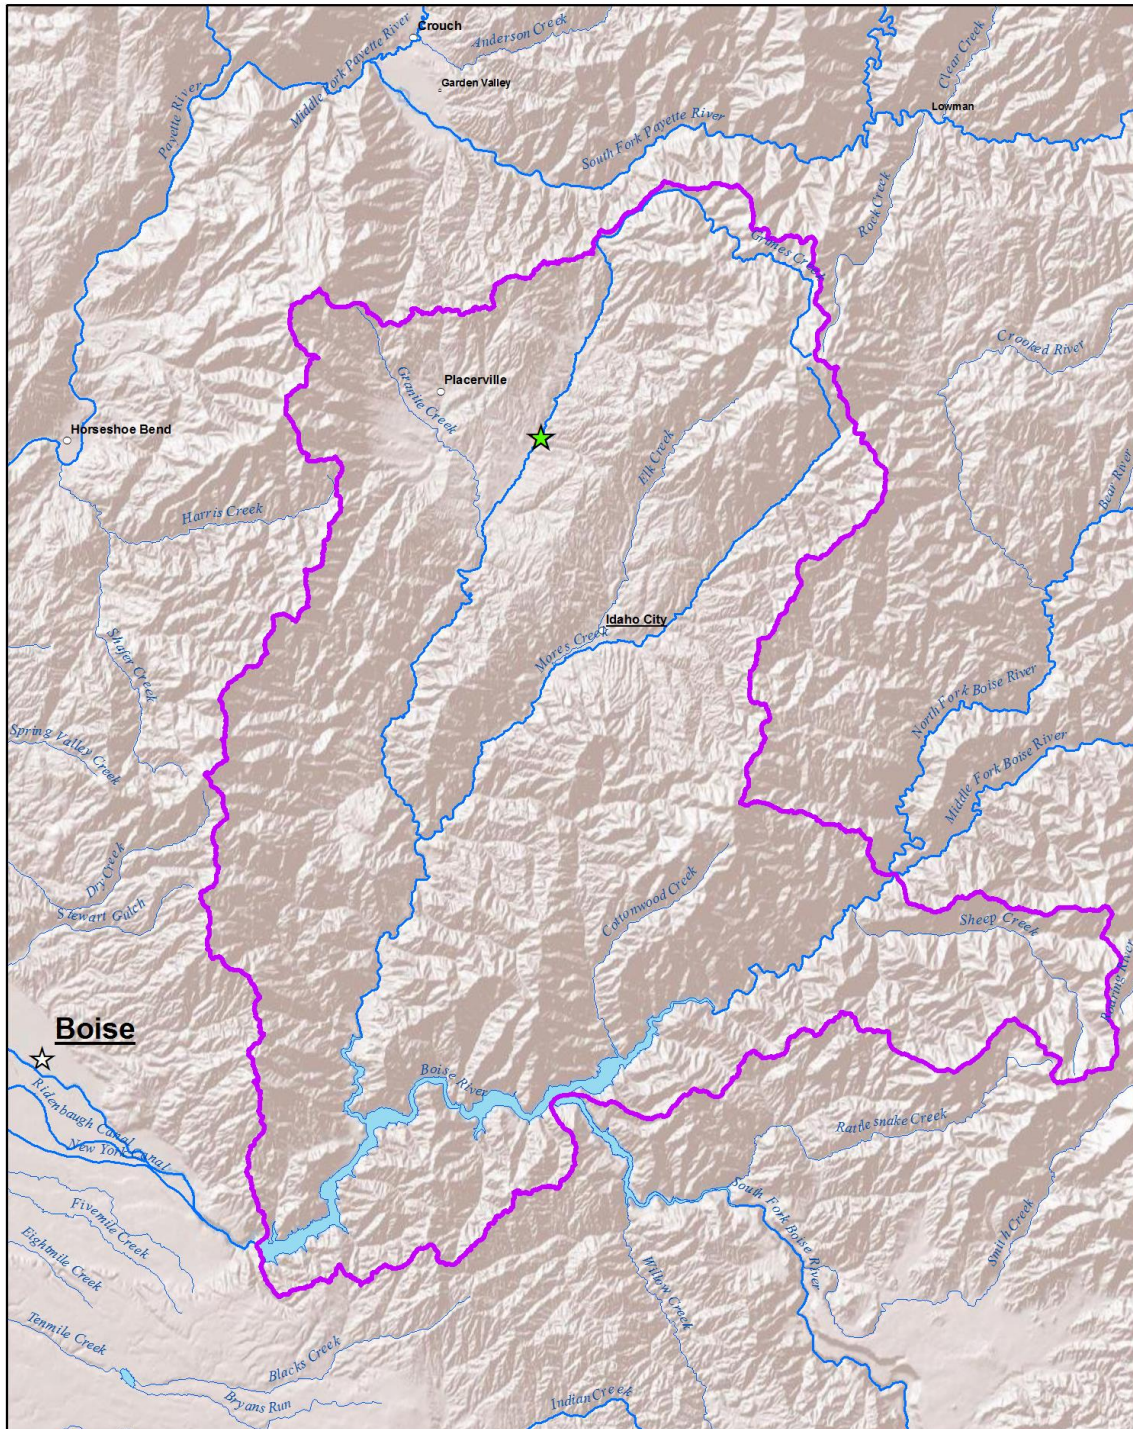 Crouch
Anderson Creek
Middle Fork Payette River
Garden Valley
Payette River
Clear Creek
Lowman
South Fork Payette River
Rock Creek
Grimes Creek
Crooked River
Placerville
Granite Creek
Horseshoe Bend
Elk Creek
Bear River
Harris Creek
Idaho City
Mores Creek
Shafer Creek
North Fork Boise River
Spring Valley Creek
Middle Fork Boise River
Dry Creek
Cottonwood Creek
Stewart Gulch
Sheep Creek
Roaring River
Boise
Boise River
Ridenbaugh Canal
New York Canal
Rattlesnake Creek
South Fork Boise River
Fivemile Creek
Eightmile Creek
Smith Creek
Willow Creek
Tenmile Creek
Blacks Creek
Bryans Run
Indian Creek